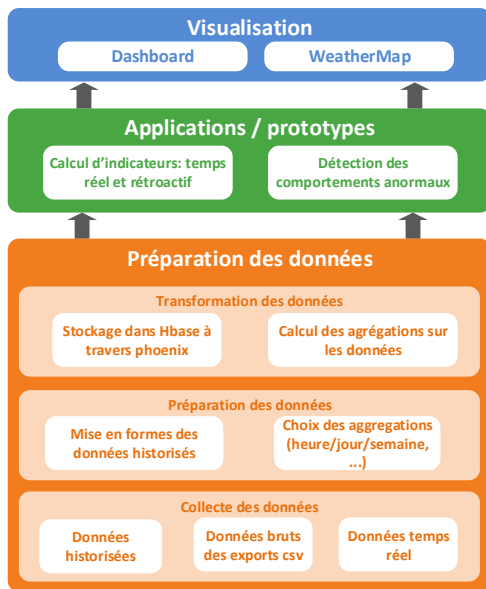 Visualisation
Dashboard
WeatherMap
Applications / prototypes
Calcul d'indicateurs: temps
réel et rétroactif
Détection des
comportements anormaux
Préparation des données
Transformation des données
Stockage dans Hbase à
travers phoenix
Calcul des agrégations sur
les données
Préparation des données
Mise en formes des
données historisés
Choix des aggregations
(heure/jour/semaine,
...)
Collecte des données
Données
historisées
Données bruts
des exports csv
Données temps
réel